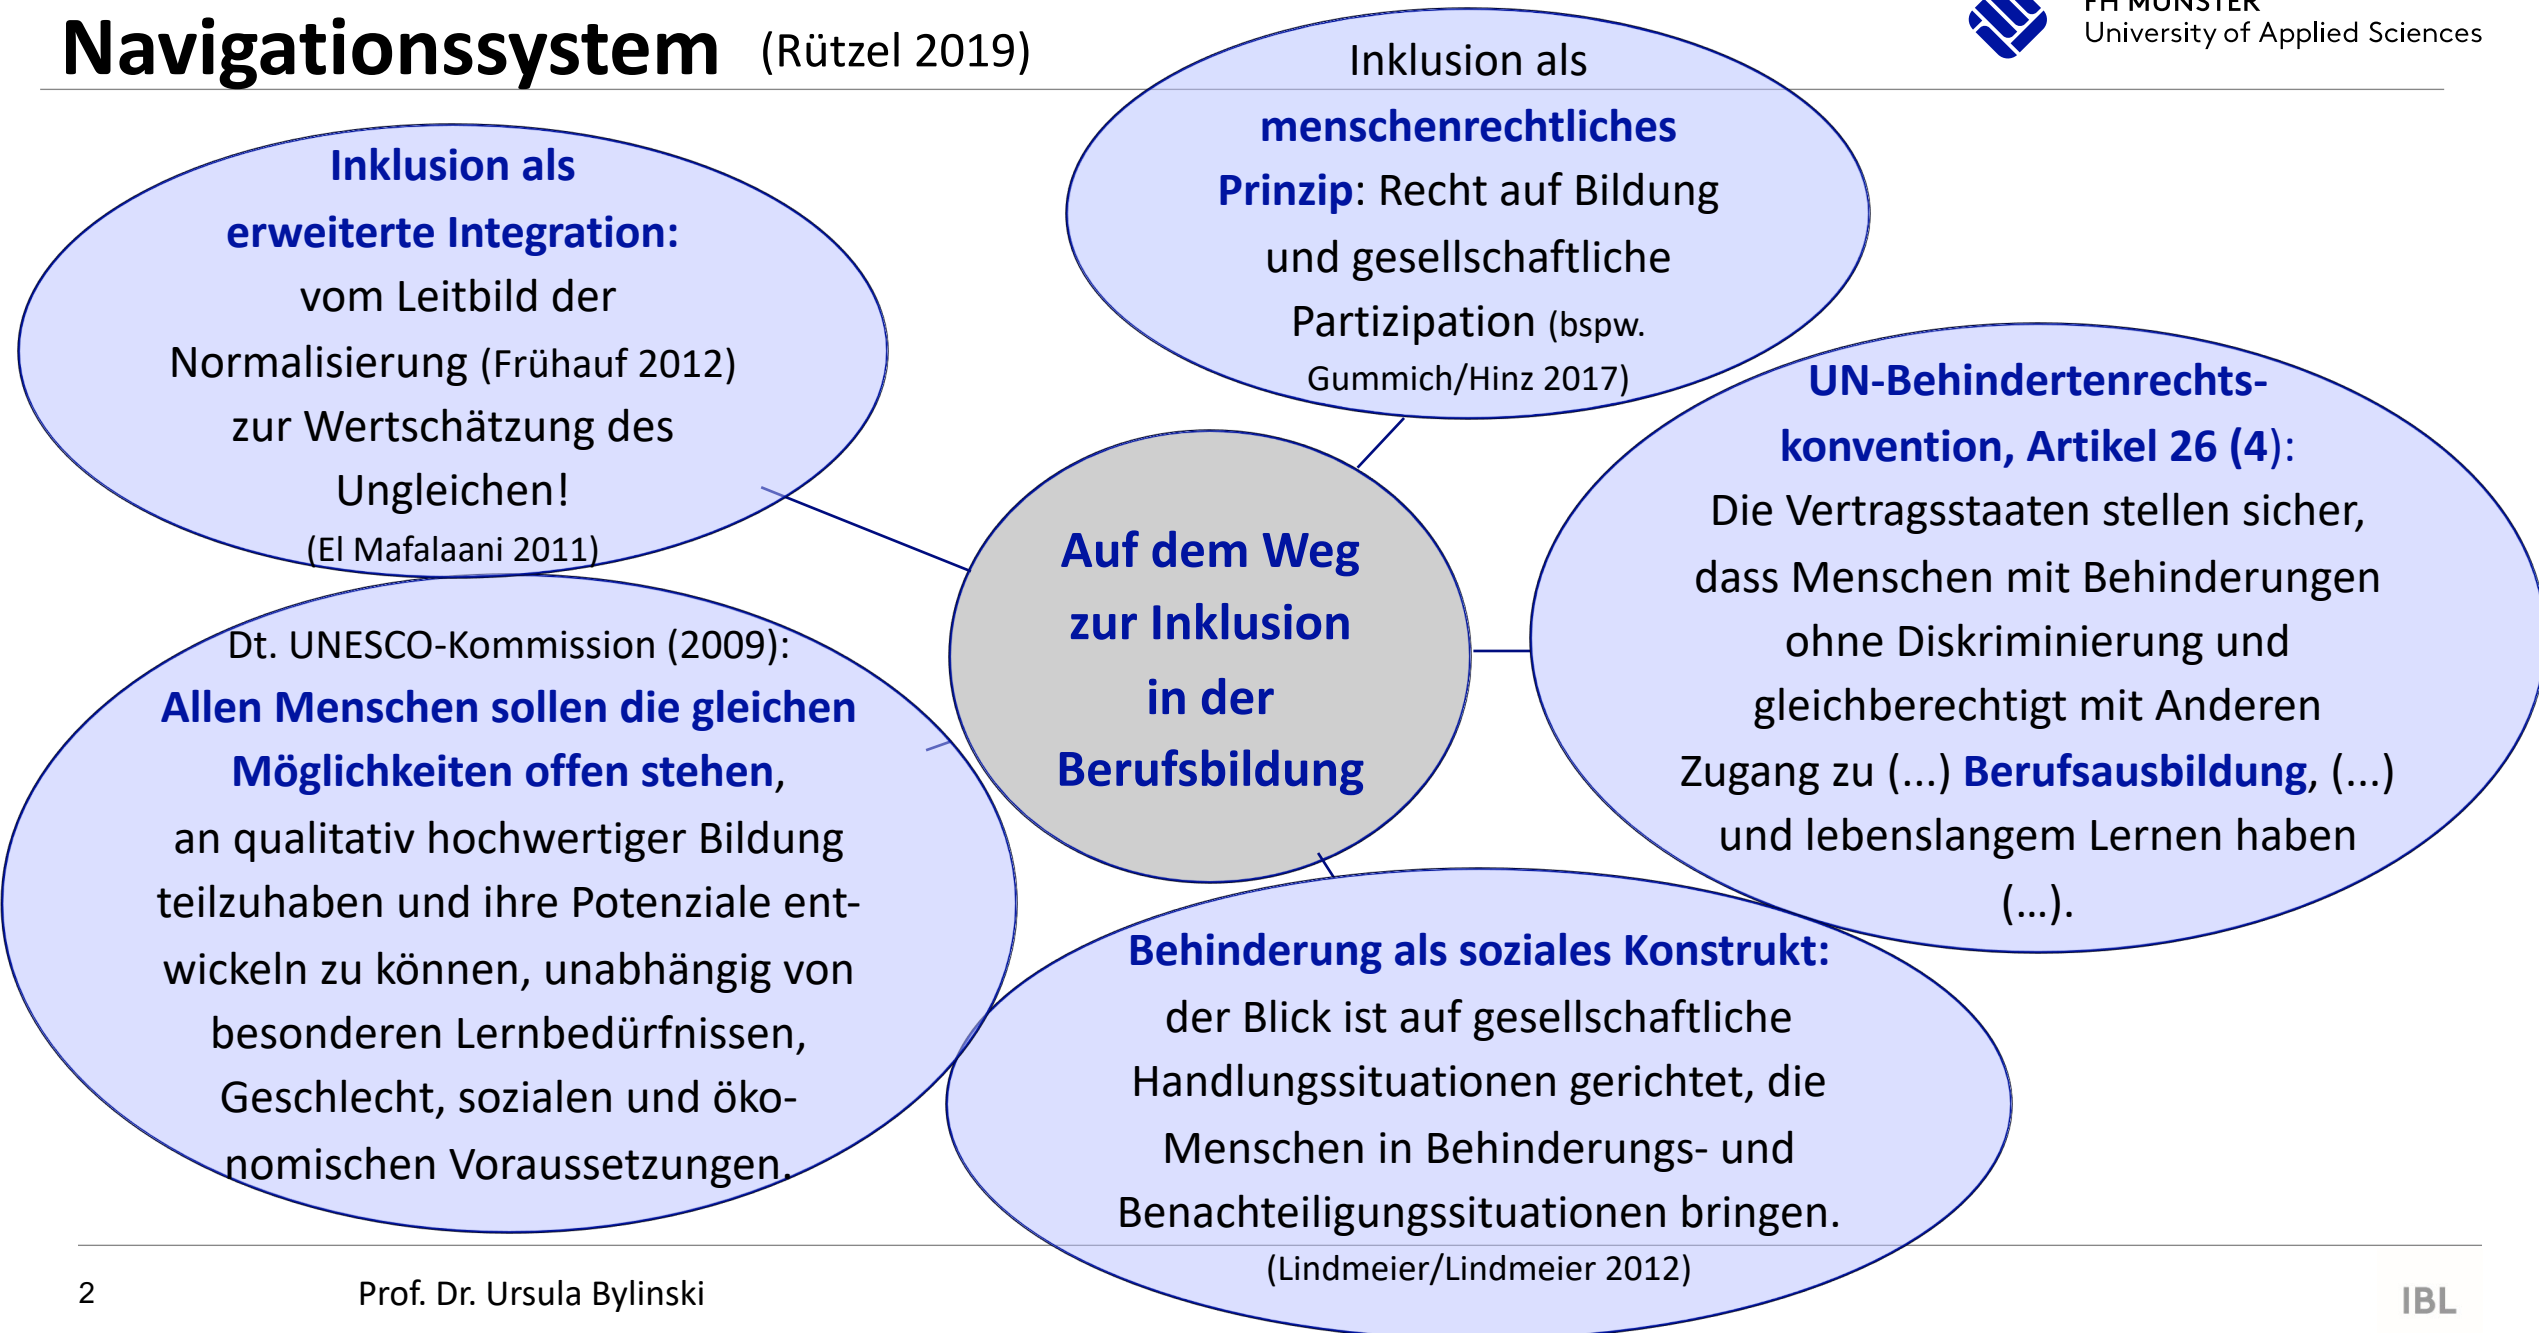 Navigationssystem (Rützel 2019)
FH MÜNSTER
University of Applied Sciences
Inklusion als
erweiterte Integration:
vom Leitbild der
Normalisierung (Frühauf 2012)
zur Wertschätzung des
Ungleichen!
(El Mafalaani 2011)
Inklusion als
menschenrechtliches
Prinzip: Recht auf Bildung
und gesellschaftliche
Partizipation (bspw.
Gummich/Hinz 2017)
UN-Behindertenrechts-
konvention, Artikel 26 (4):
Die Vertragsstaaten stellen sicher,
dass Menschen mit Behinderungen
ohne Diskriminierung und
gleichberechtigt mit Anderen
Zugang zu (...) Berufsausbildung, (...)
und lebenslangem Lernen haben
(...).
Auf dem Weg
zur Inklusion
in der
Berufsbildung
Dt. UNESCO-Kommission (2009):
Allen Menschen sollen die gleichen
Möglichkeiten offen stehen,
an qualitativ hochwertiger Bildung
teilzuhaben und ihre Potenziale ent-
wickeln zu können, unabhängig von
besonderen Lernbedürfnissen,
Geschlecht, sozialen und öko-
nomischen Voraussetzungen.
Behinderung als soziales Konstrukt:
der Blick ist auf gesellschaftliche
Handlungssituationen gerichtet, die
Menschen in Behinderungs- und
Benachteiligungssituationen bringen.
(Lindmeier/Lindmeier 2012)
2
Prof. Dr. Ursula Bylinski
IBL